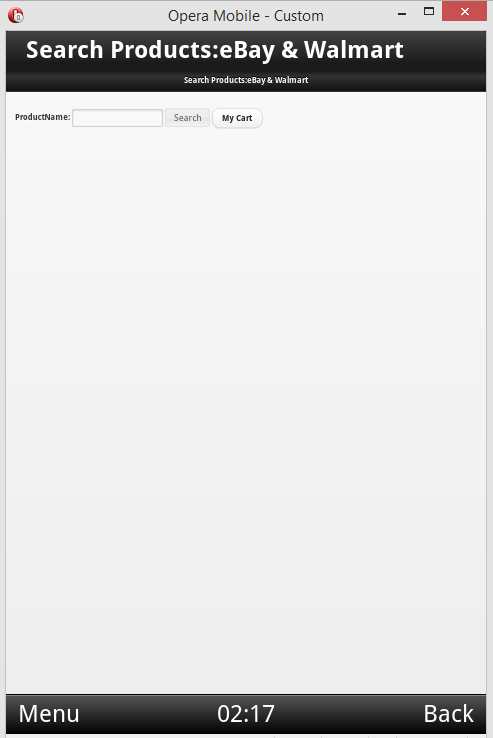 Opera Mobile - Custom
Search Products:eBay & Walmart
Search Products:eBay & Walmart
ProductName: Search My Cart
Menu 02:17 Back